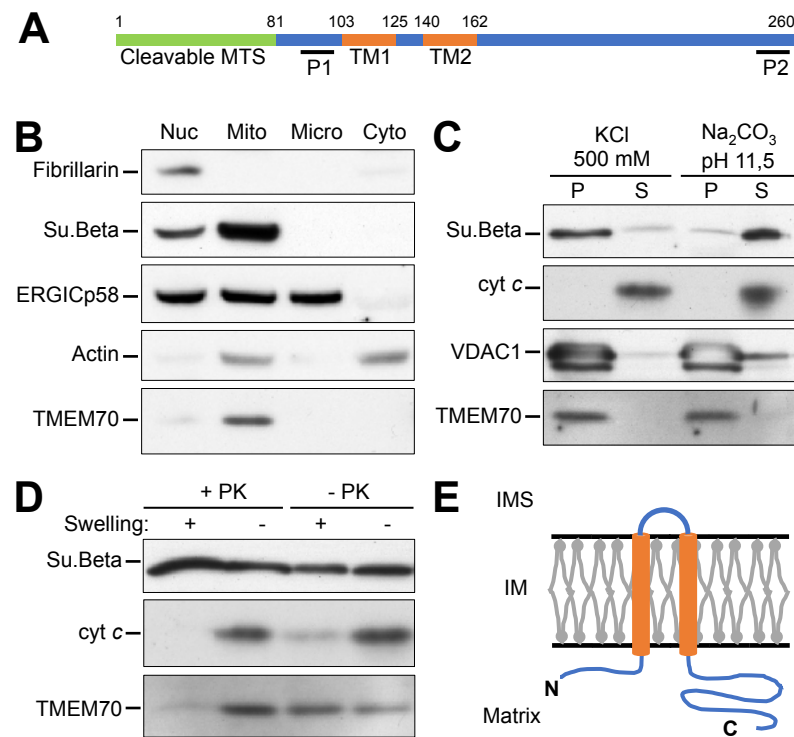 A
1 81 103 125 140 162 260
Cleavable MTS P1 TM1 TM2 P2
B
Nuc Mito Micro Cyto
Fibrillarin
Su.Beta
ERGICp58
Actin
TMEM70
C
KCl Na₂CO₃
500 mM pH 11,5
P S P S
Su.Beta
cyt c
VDAC1
TMEM70
D
+ PK - PK
Swelling: + - + -
Su.Beta
cyt c
TMEM70
E
IMS
IM
N
Matrix
C